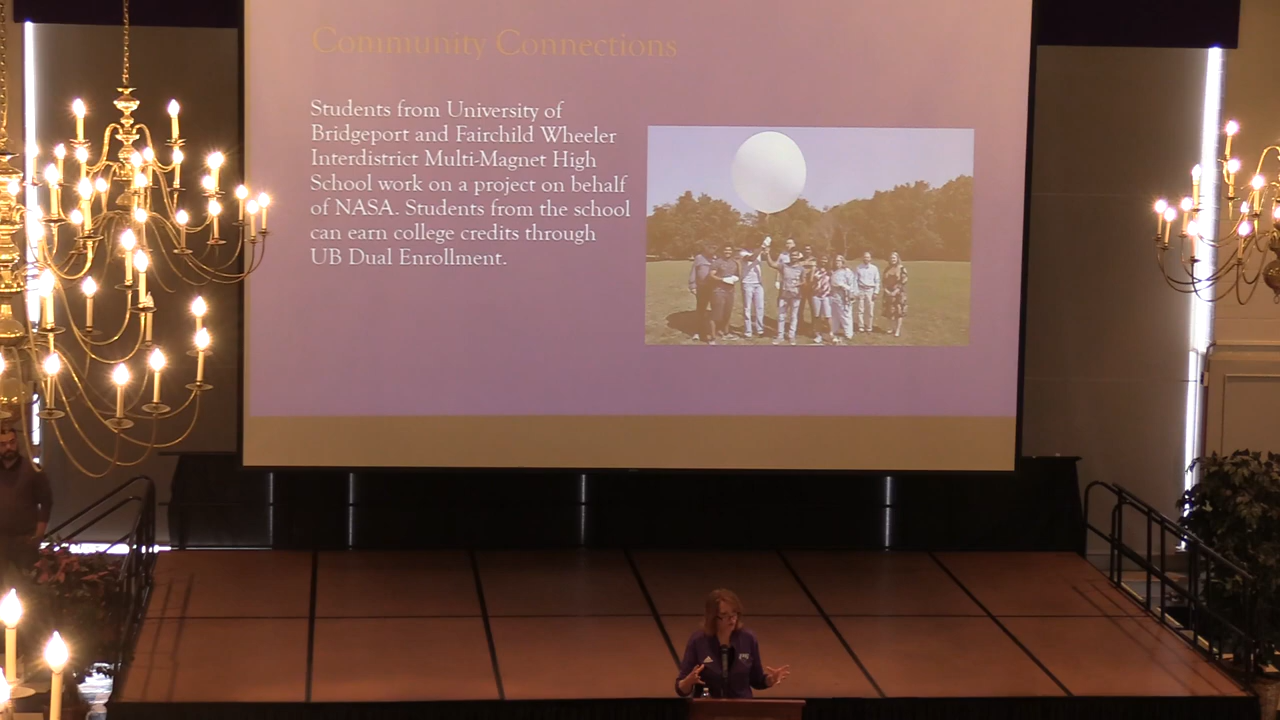 Community Connections
Students from University of
Bridgeport and Fairchild Wheeler
Interdistrict Multi-Magnet High
School work on a project on behalf
of NASA. Students from the school
can earn college credits through
UB Dual Enrollment.